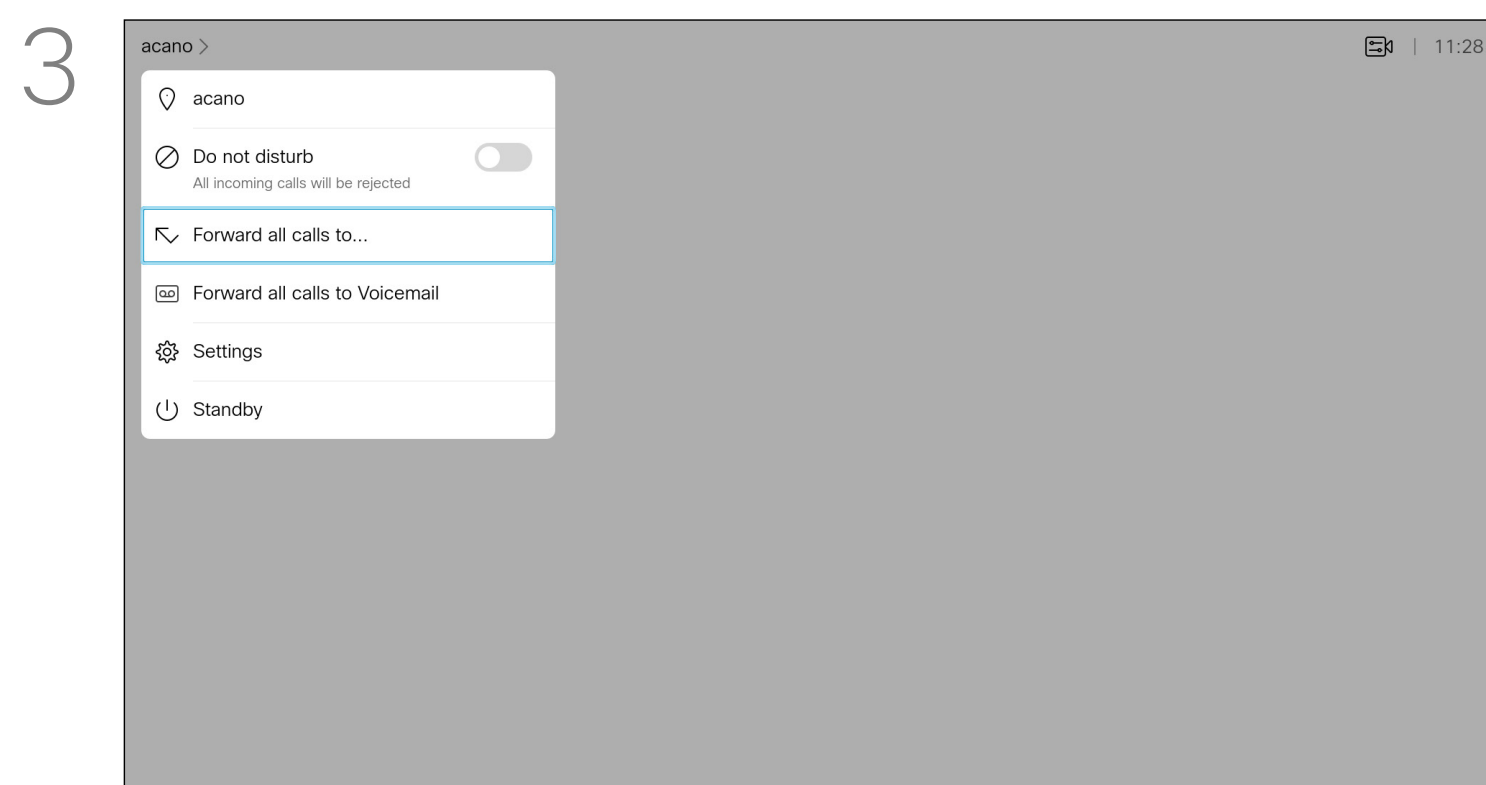 3
acano >
11:28
acano
Do not disturb
All incoming calls will be rejected
Forward all calls to...
Forward all calls to Voicemail
Settings
Standby